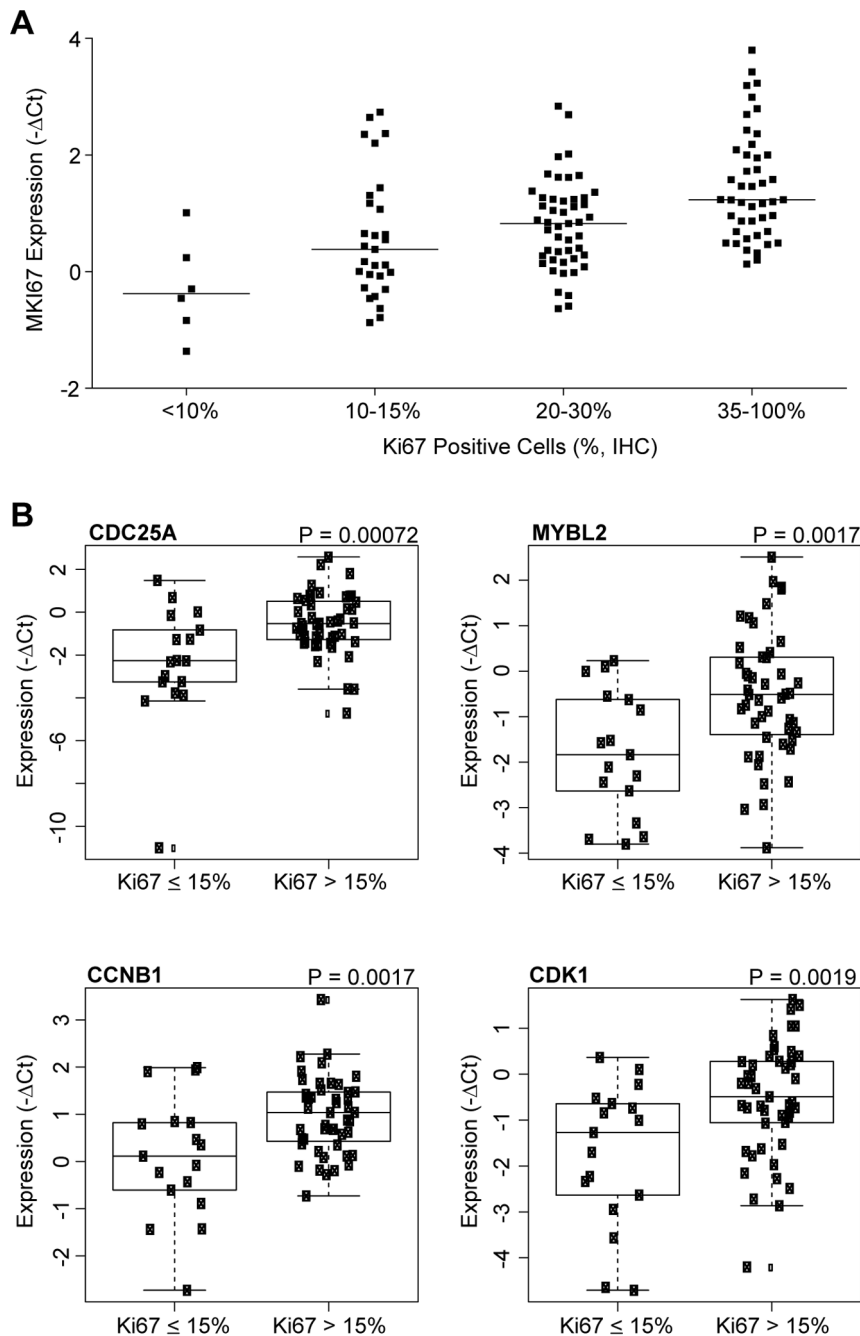 A
4
2
0
-2
MKI67 Expression (-ΔCt)
<10%
10-15%
20-30%
35-100%
Ki67 Positive Cells (%, IHC)
B
CDC25A
P = 0.00072
2
0
-2
-6
-10
Expression (-ΔCt)
Ki67 ≤ 15%
Ki67 > 15%
MYBL2
P = 0.0017
2
1
0
-1
-2
-3
-4
Expression (-ΔCt)
Ki67 ≤ 15%
Ki67 > 15%
CCNB1
P = 0.0017
3
2
1
0
-1
-2
Expression (-ΔCt)
Ki67 ≤ 15%
Ki67 > 15%
CDK1
P = 0.0019
1
0
-1
-2
-3
-4
Expression (-ΔCt)
Ki67 ≤ 15%
Ki67 > 15%